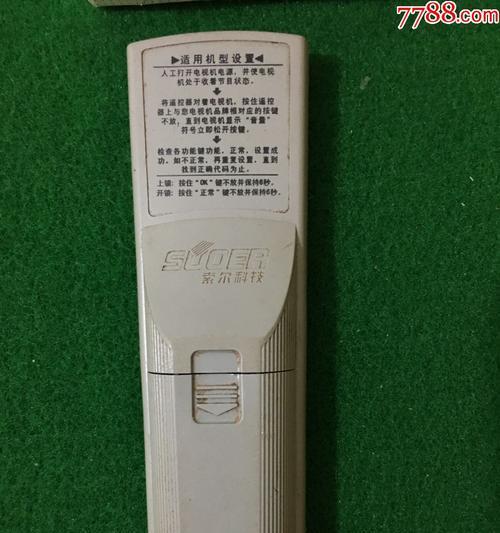 7788.com
中国收藏热线
▶适用机型设置◀
人工打开电视机电源，并使电视
机处于收看节目状态。
将遥控器对着电视机，按住遥控
器上与您电视机品牌相对应的按键
不放，直到电视机显示“音量”
符号立即松开按键。
检查各功能键功能，正常，设置成
功，如不正常，再重复设置，直到
找到正确代码为止。
上锁：按住“OK”键不放并保持6秒。
开锁：按住“正常”键不放并保持6秒。
SUOER
索尔科技